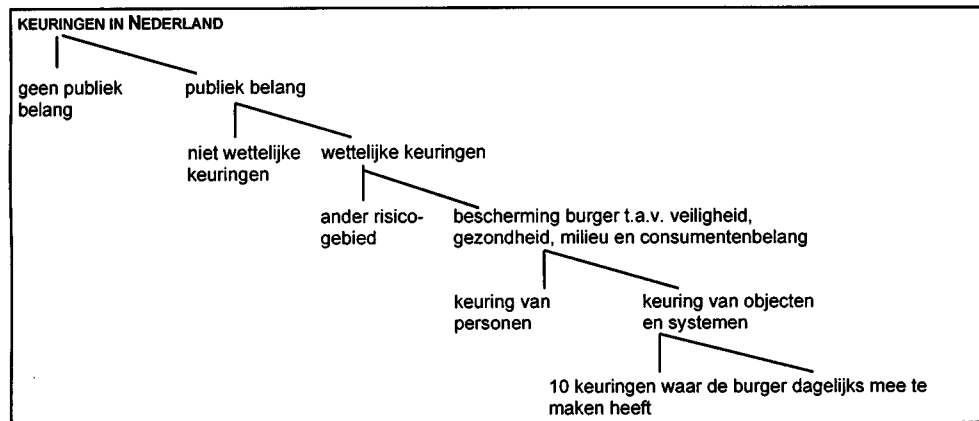 KEURINGEN IN NEDERLAND
geen publiek
belang
publiek belang
niet wettelijke
keuringen
wettelijke keuringen
ander risico-
gebied
bescherming burger t.a.v. veiligheid,
gezondheid, milieu en consumentenbelang
keuring van
personen
keuring van objecten
en systemen
10 keuringen waar de burger dagelijks mee te
maken heeft